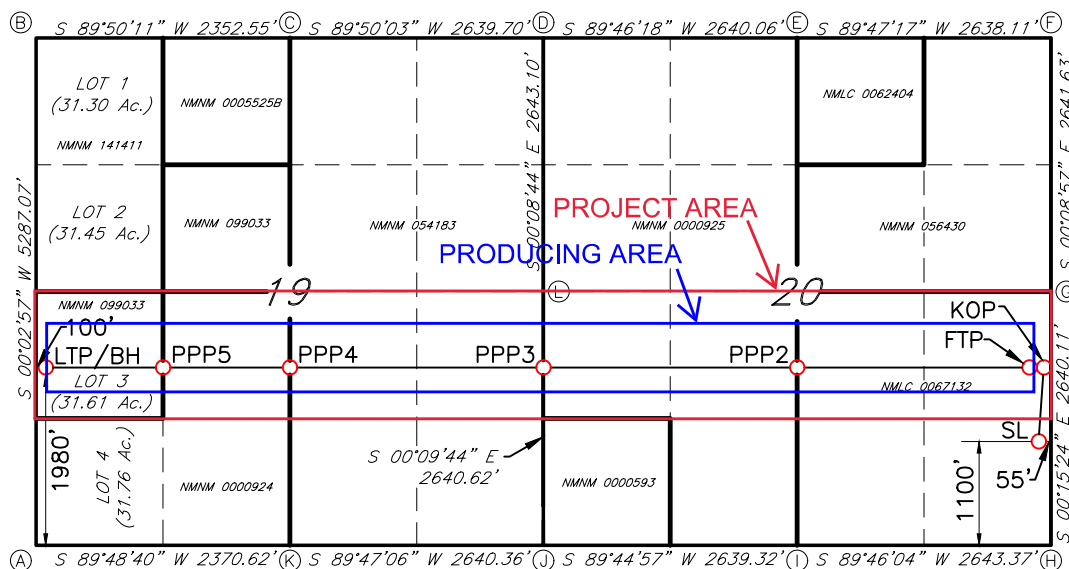 B
S 89°50'11" W 2352.55'
C
S 89°50'03" W 2639.70'
D
S 89°46'18" W 2640.06'
E
S 89°47'17" W 2638.11'
F
LOT 1
(31.30 Ac.)
NMNM 0005525B
NMLC 0062404
NMNM 141411
S 00°08'44" E 2643.10'
S 00°08'57" E 2641.63'
S 00°02'57" W 5287.07'
LOT 2
(31.45 Ac.)
NMNM 099033
NMNM 054183
PROJECT AREA
NMNM 0000925
NMNM 056430
PRODUCING AREA
19
L
20
G
NMNM 099033
100'
KOP
FTP
LTP/BH
PPP5
PPP4
PPP3
PPP2
LOT 3
(31.61 Ac.)
NMLC 0067132
SL
55'
1980'
LOT 4
(31.76 Ac.)
NMNM 0000924
S 00°09'44" E
2640.62'
NMNM 0000593
1100'
S 00°15'24" E 2640.11'
A
S 89°48'40" W 2370.62'
K
S 89°47'06" W 2640.36'
J
S 89°44'57" W 2639.32'
I
S 89°46'04" W 2643.37'
H